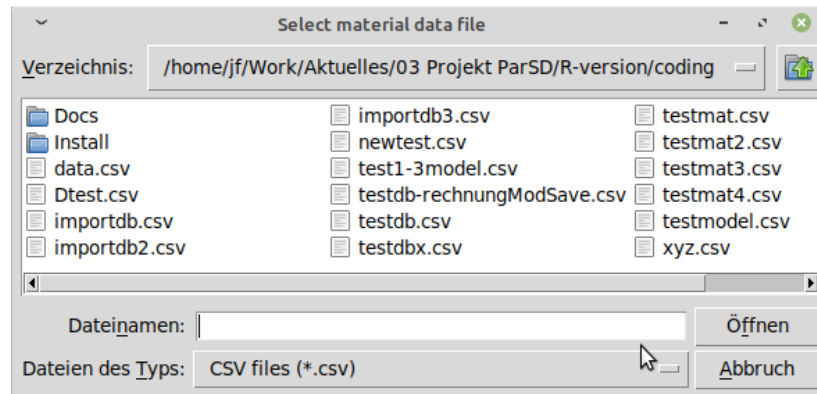 Select material data file
Verzeichnis: /home/jf/Work/Aktuelles/03 Projekt ParSD/R-version/coding
Docs
Install
data.csv
Dtest.csv
importdb.csv
importdb2.csv
importdb3.csv
newtest.csv
test1-3model.csv
testdb-rechnungModSave.csv
testdb.csv
testdbx.csv
testmat.csv
testmat2.csv
testmat3.csv
testmat4.csv
testmodel.csv
xyz.csv
Dateinamen:
Öffnen
Dateien des Typs: CSV files (*.csv)
Abbruch